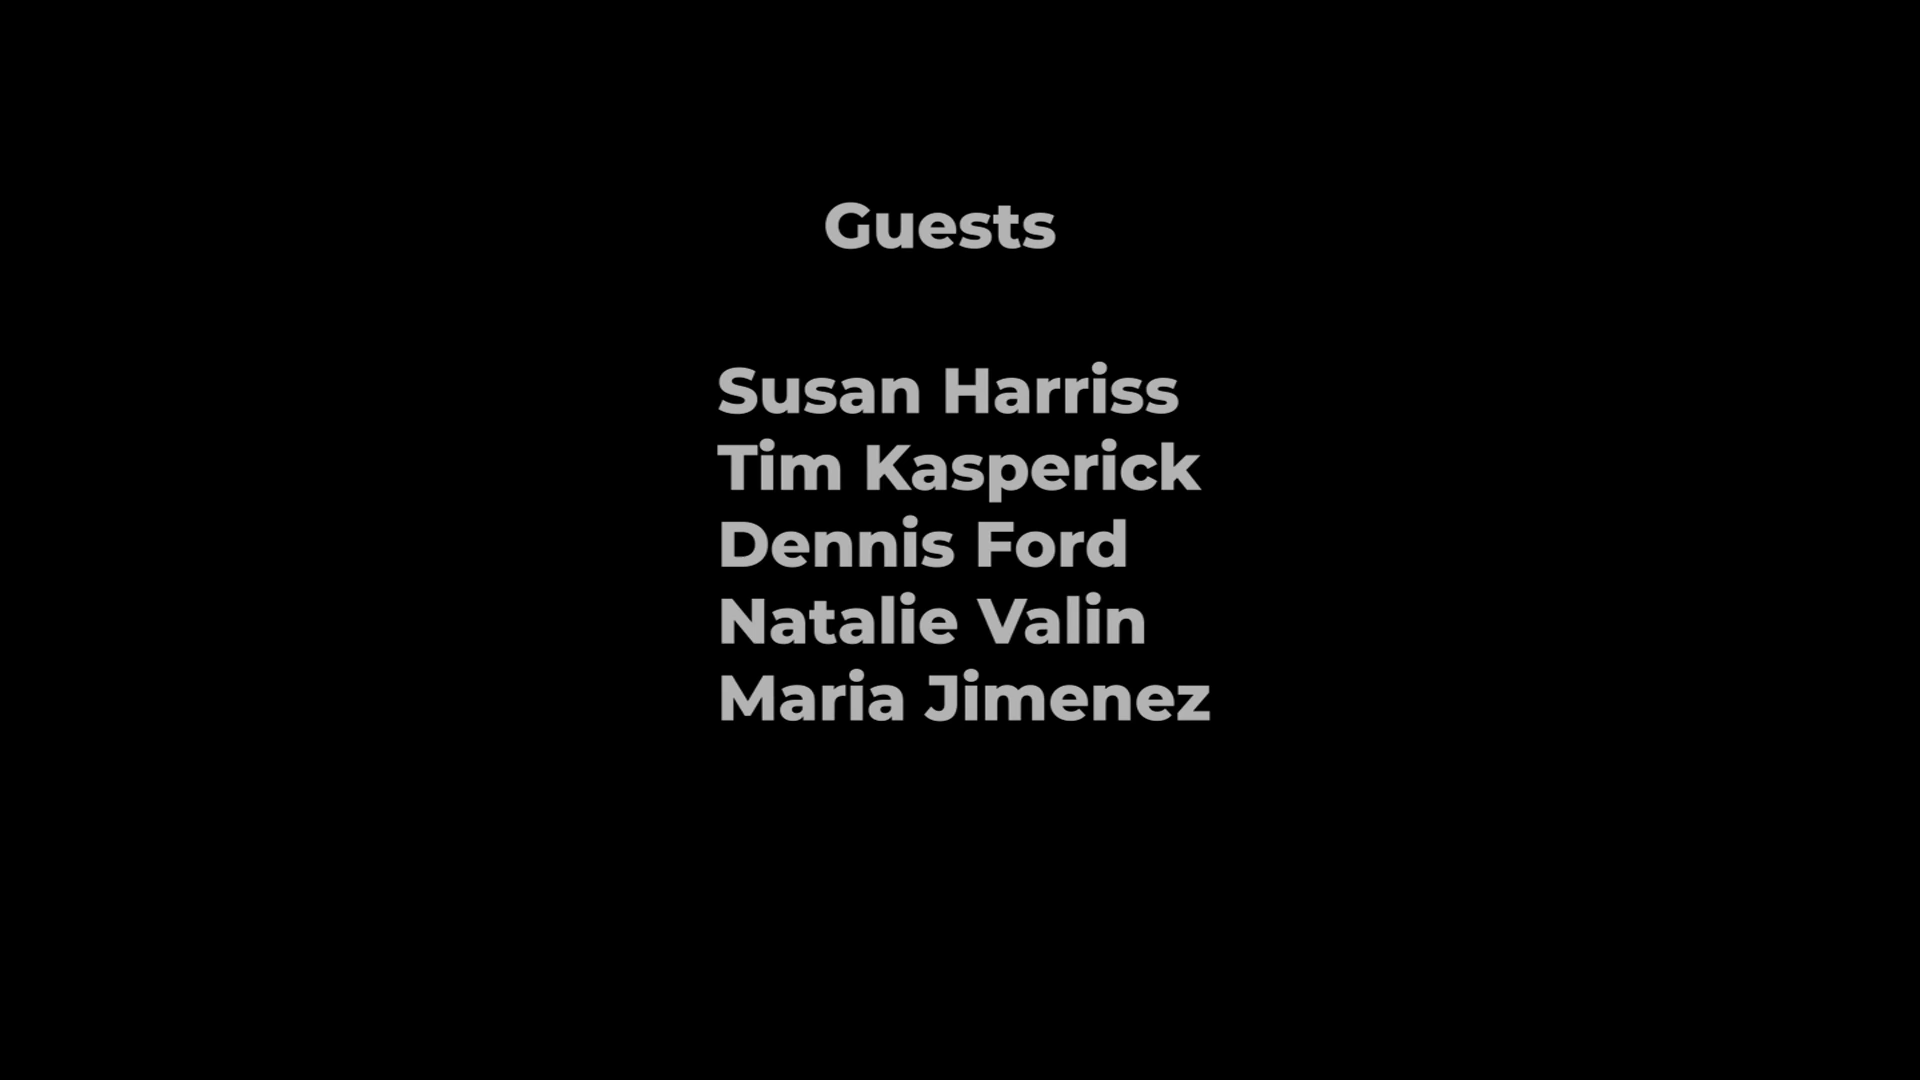 Guests
Susan Harriss
Tim Kasperick
Dennis Ford
Natalie Valin
Maria Jimenez